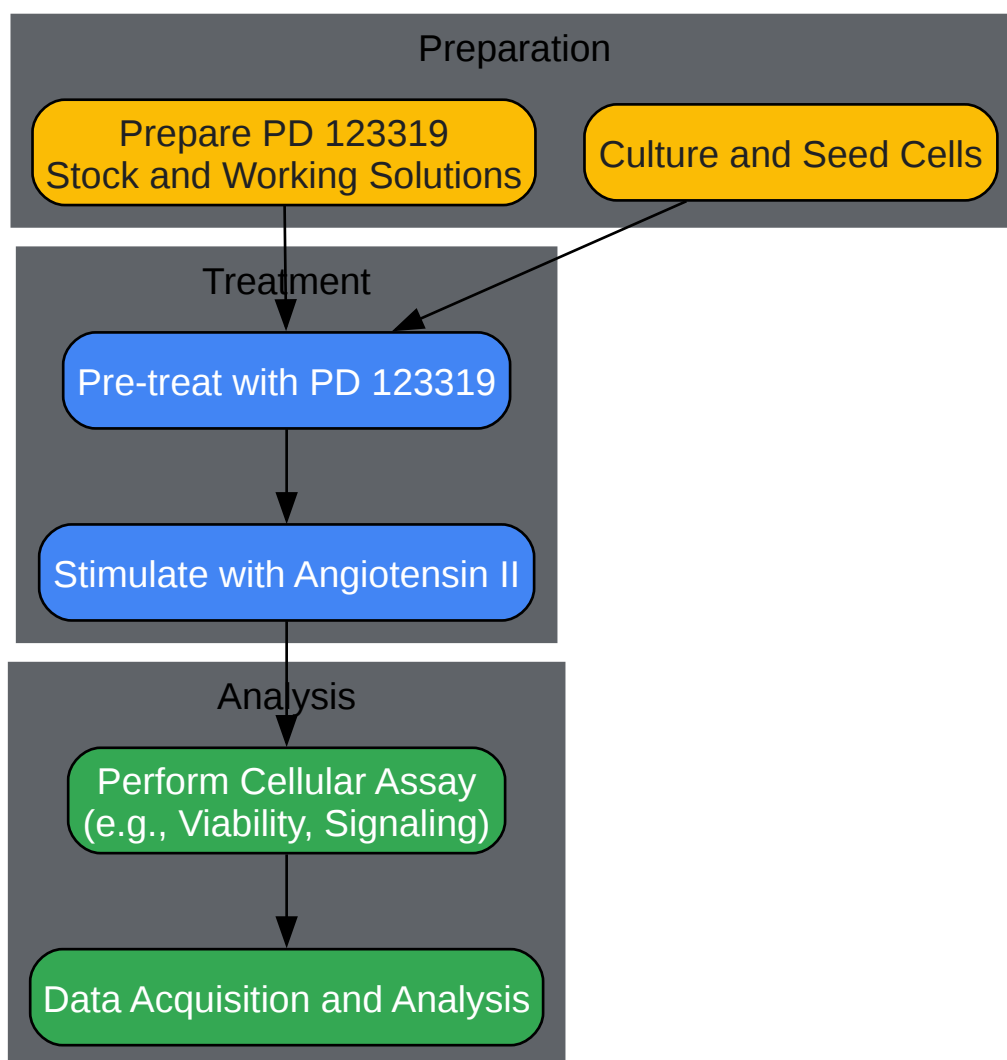 Preparation
Prepare PD 123319
Stock and Working Solutions
Culture and Seed Cells
Treatment
Pre-treat with PD 123319
Stimulate with Angiotensin II
Analysis
Perform Cellular Assay
(e.g., Viability, Signaling)
Data Acquisition and Analysis